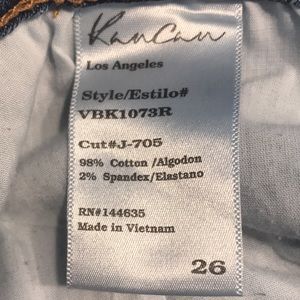 KanCan
Los Angeles
Style/Estilo#
VBK1073R
Cut#J-705
98% Cotton /Algodon
2% Spandex/Elastano
RN#144635
Made in Vietnam
26